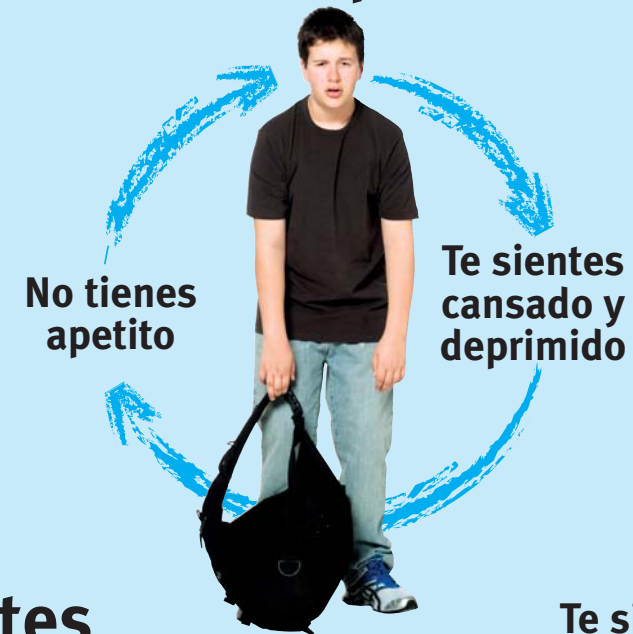 No tienes
apetito
Te sientes
cansado y
deprimido